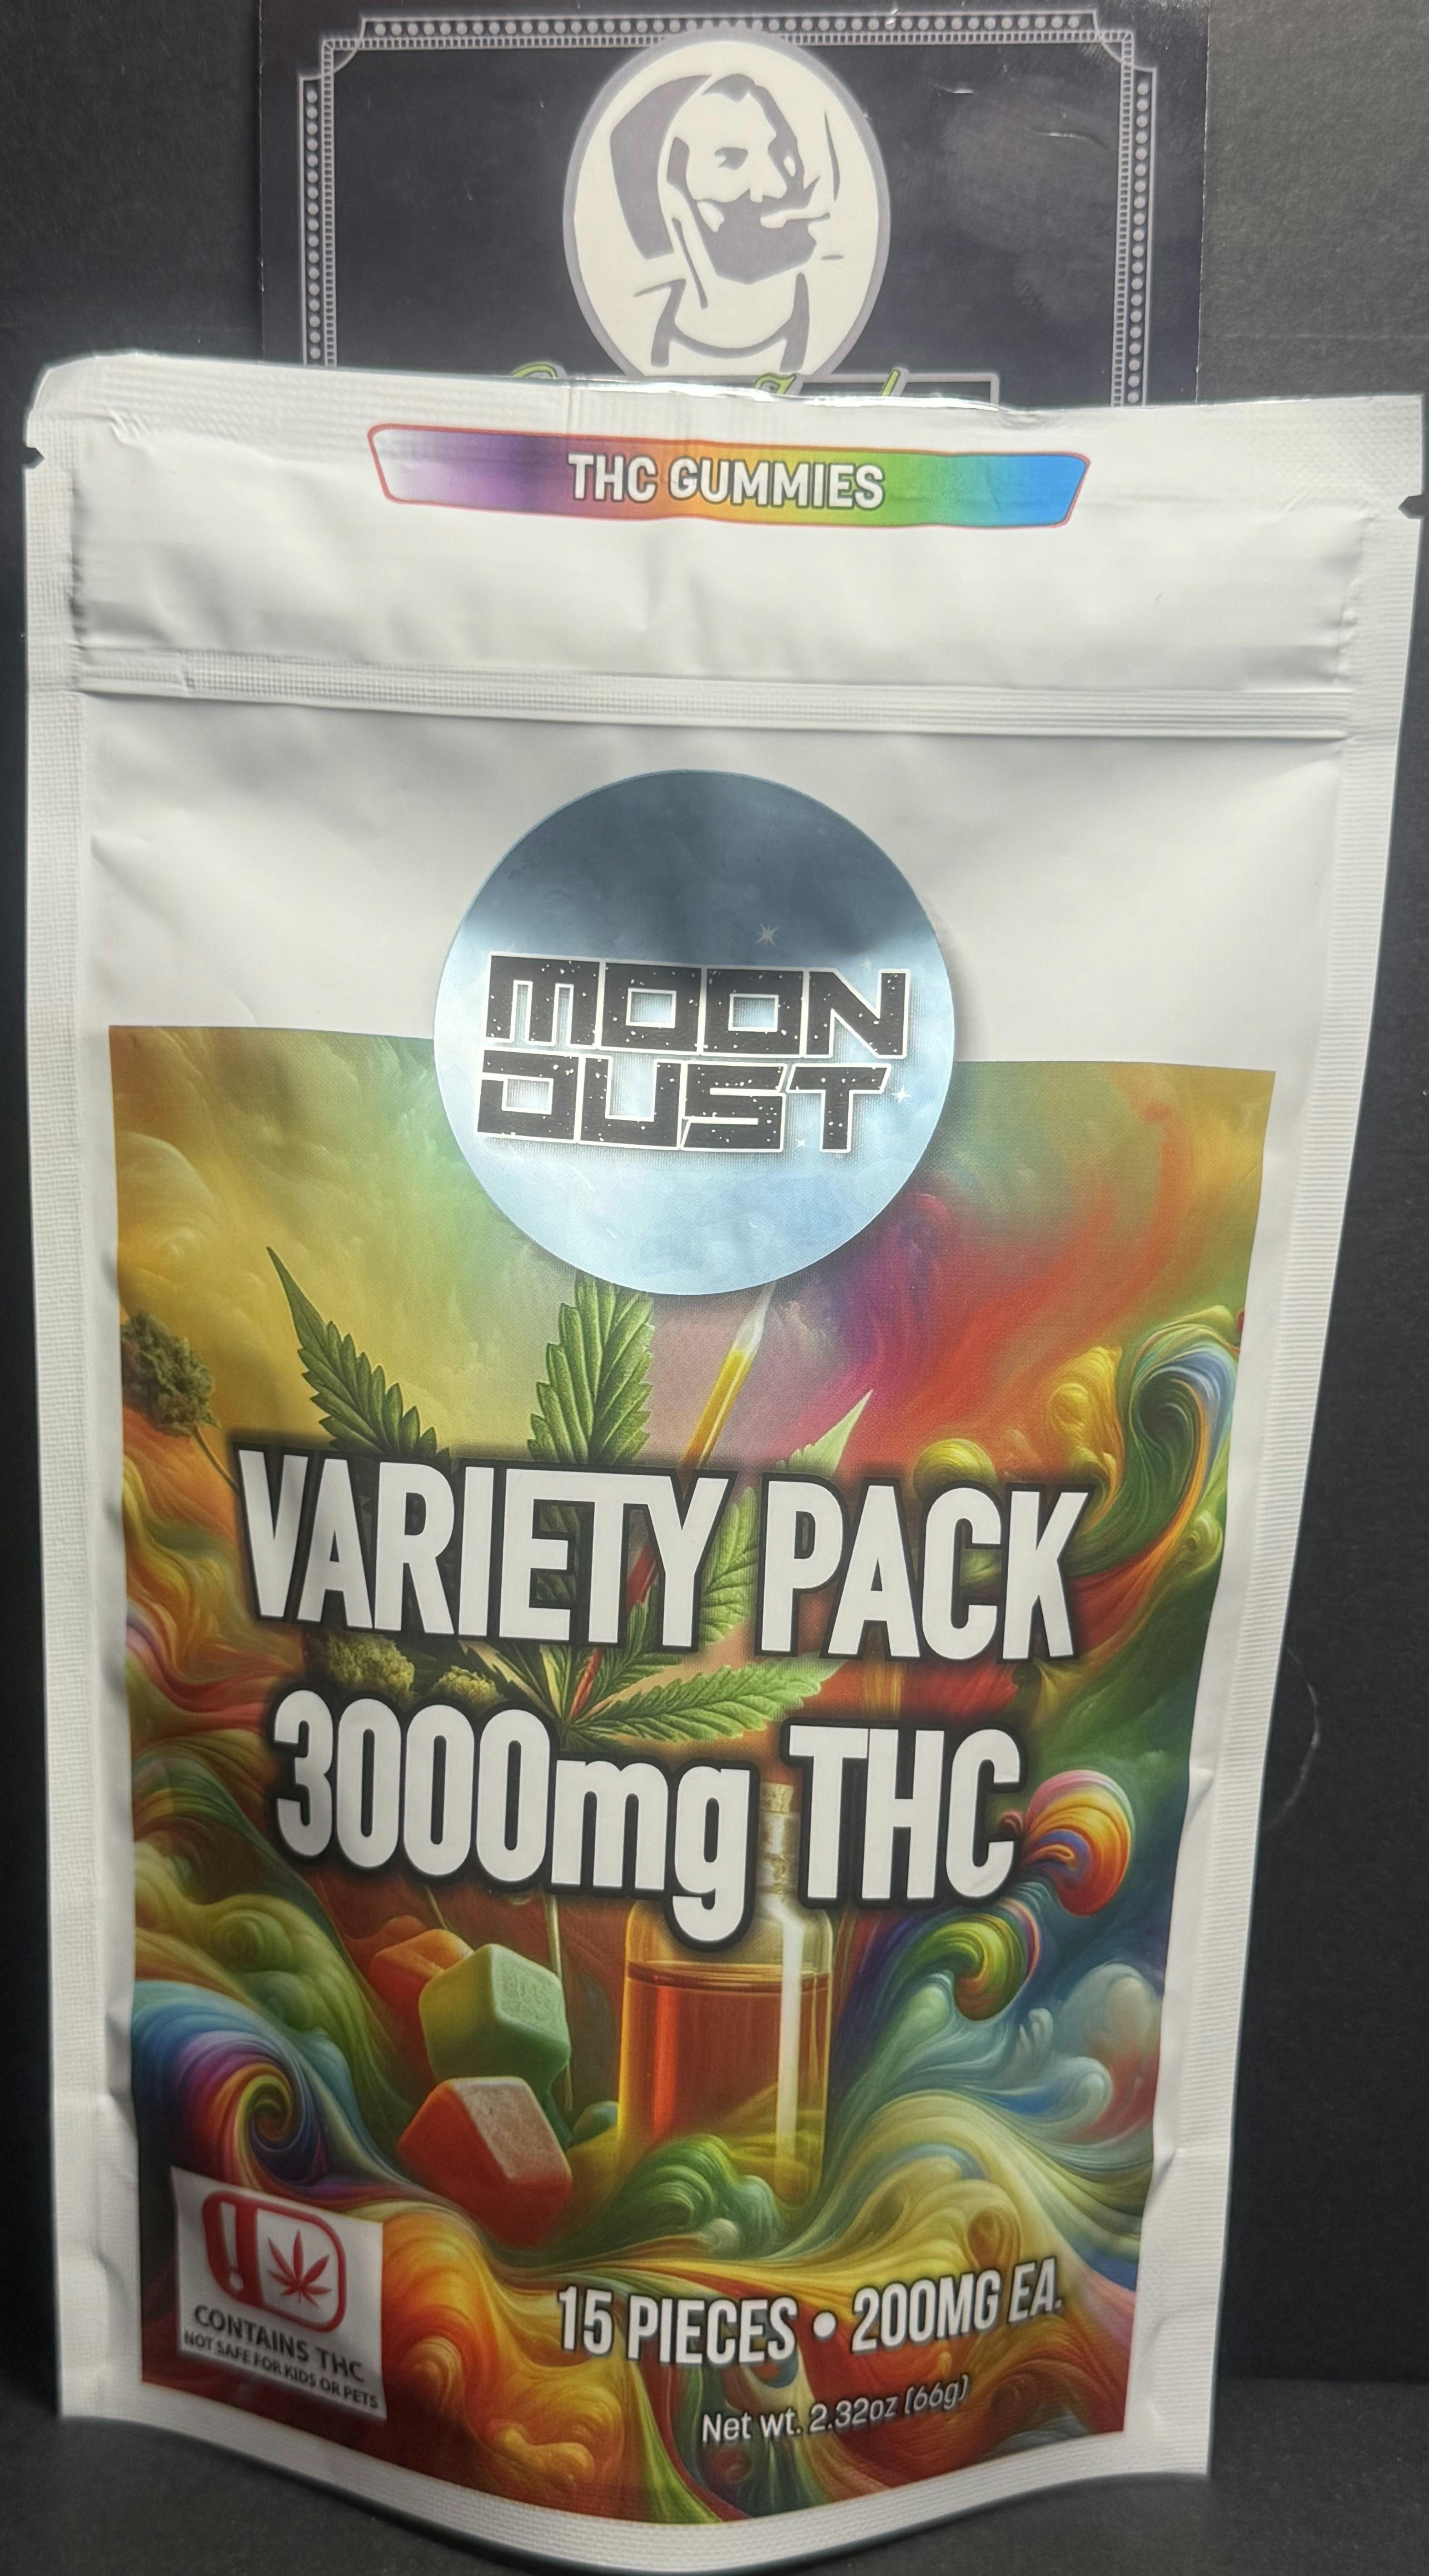 THC GUMMIES
MOON
DUST
VARIETY PACK
3000mg THC
CONTAINS THC
NOT SAFE FOR KIDS OR PETS
15 PIECES • 200MG EA.
Net wt. 2.32oz (66g)